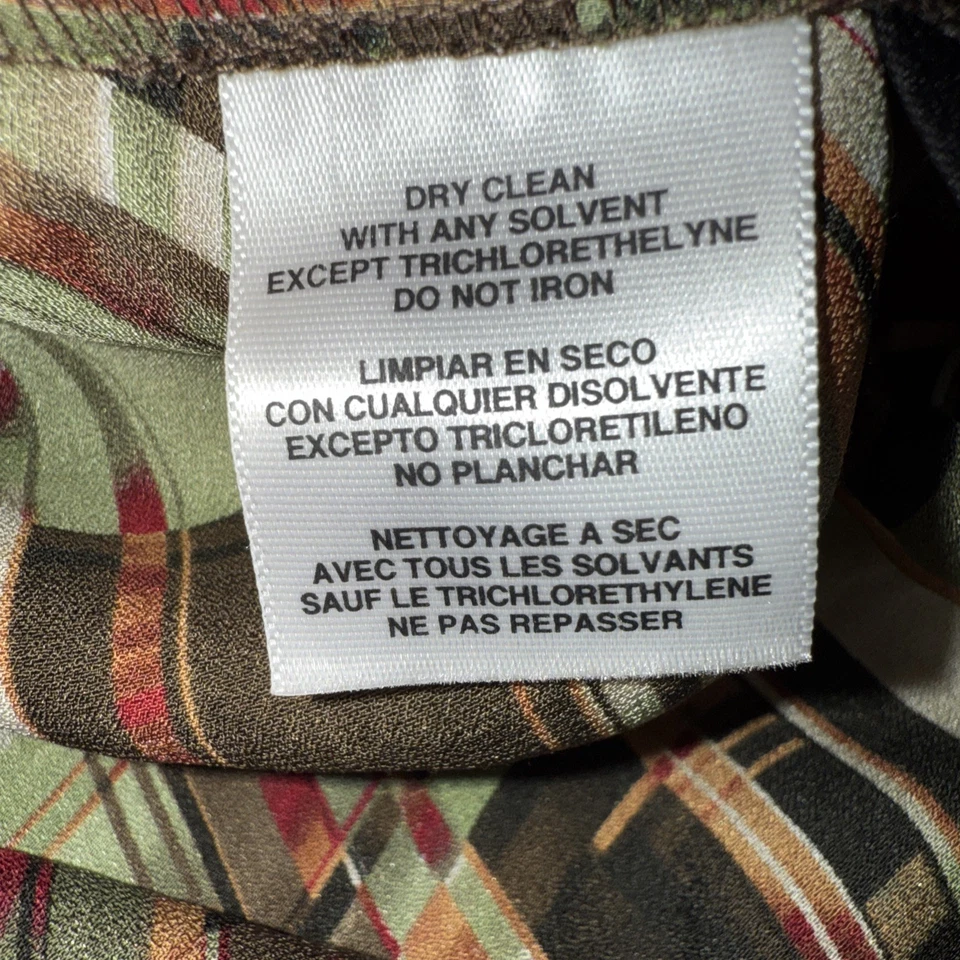 DRY CLEAN
WITH ANY SOLVENT
EXCEPT TRICHLORETHELYNE
DO NOT IRON
LIMPIAR EN SECO
CON CUALQUIER DISOLVENTE
EXCEPTO TRICLORETILENO
NO PLANCHAR
NETTOYAGE A SEC
AVEC TOUS LES SOLVANTS
SAUF LE TRICHLORETHYLENE
NE PAS REPASSER